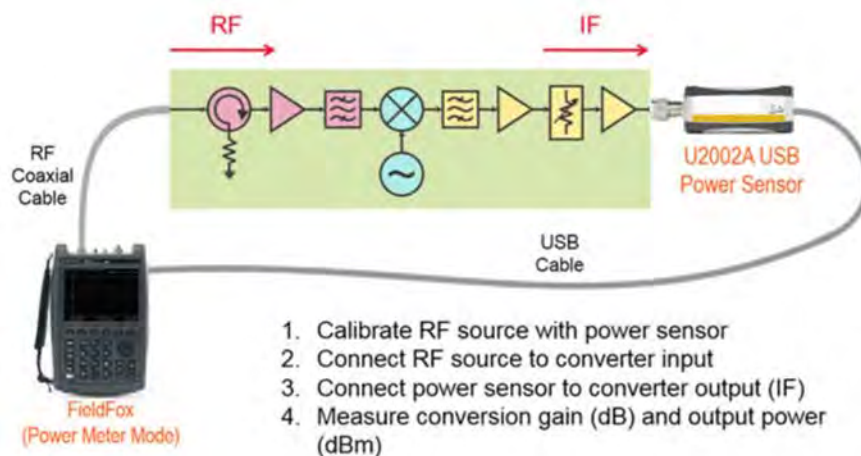 RF
IF
RF
Coaxial
Cable
U2002A USB
Power Sensor
USB
Cable
FieldFox
(Power Meter Mode)
1. Calibrate RF source with power sensor
2. Connect RF source to converter input
3. Connect power sensor to converter output (IF)
4. Measure conversion gain (dB) and output power
(dBm)